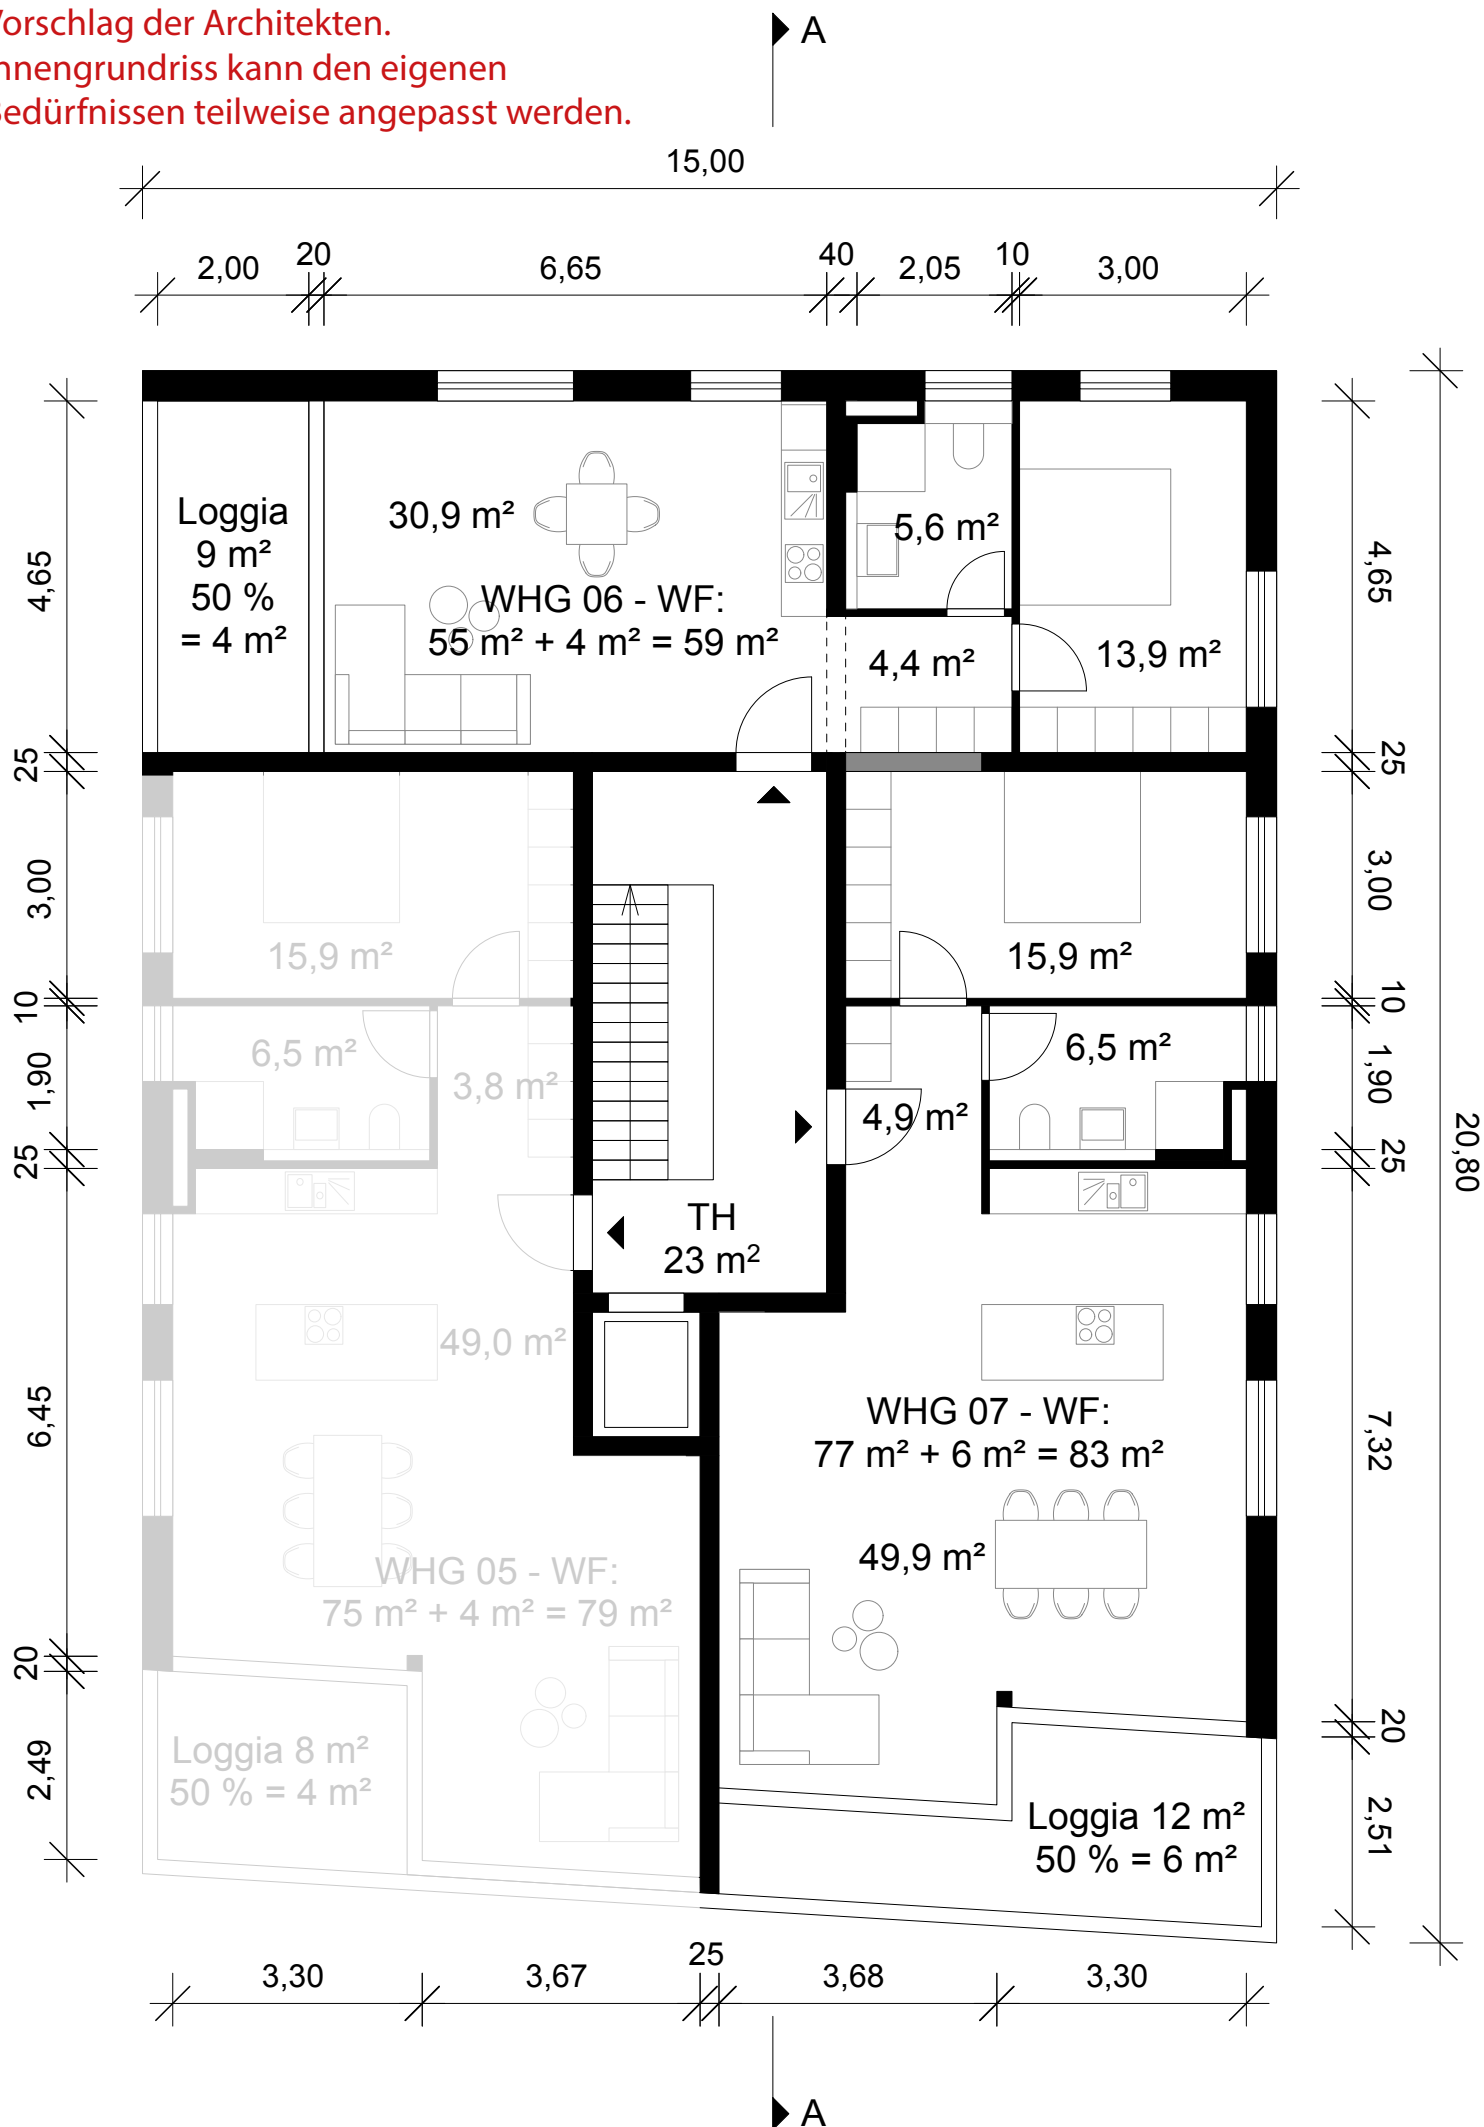 Vorschlag der Architekten.
nnengrundriss kann den eigenen
Bedürfnissen teilweise angepasst werden.
A
15,00
2,00
20
6,65
40
2,05
10
3,00
Loggia
9 m²
50 %
= 4 m²
30,9 m²
WHG 06 - WF:
55 m² + 4 m² = 59 m²
5,6 m²
4,4 m²
13,9 m²
4,65
25
3,00
10
1,90
25
6,45
20
2,49
4,65
25
3,00
10
1,90
25
7,32
20
2,51
20,80
15,9 m²
6,5 m²
3,8 m²
49,0 m²
WHG 05 - WF:
75 m² + 4 m² = 79 m²
Loggia 8 m²
50 % = 4 m²
TH
23 m²
15,9 m²
6,5 m²
4,9 m²
WHG 07 - WF:
77 m² + 6 m² = 83 m²
49,9 m²
Loggia 12 m²
50 % = 6 m²
3,30
3,67
25
3,68
3,30
A